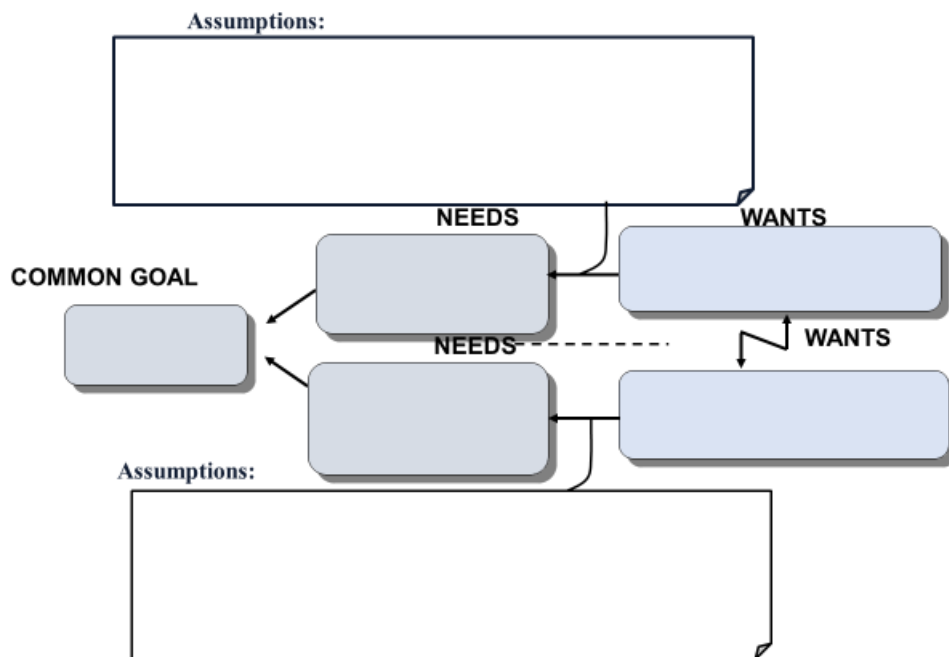 Assumptions:
NEEDS
WANTS
COMMON GOAL
NEEDS
WANTS
Assumptions: